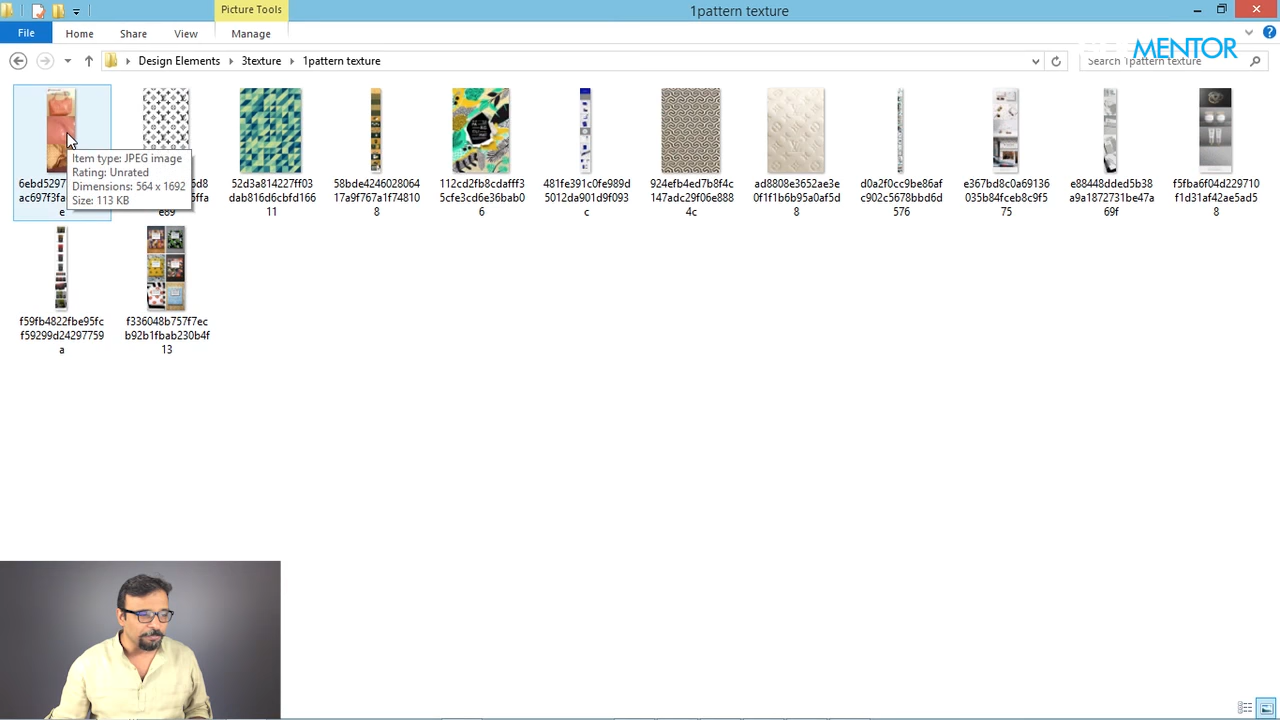 Picture Tools
1pattern texture
File
Home
Share
View
Manage
Design Elements
3texture
1pattern texture
Search 1pattern texture
MENTOR
Item type: JPEG image
Rating: Unrated
Dimensions: 564 x 1692
Size: 113 KB
6ebd5297
ac697f3fa
e
52d3a814227ff03
dab816d6cbfd166
11
58bde4246028064
17a9f767a1f74810
8
112cd2fb8cdafff3
5cfe3cd6e36bab0
6
481fe391c0fe989d
5012da901d9f093
c
924efb4ed7b8f4c
147adc29f06e888
4c
ad8808e3652ae3e
0f1f1b6b95a0af5d
8
d0a2f0cc9be86af
c902c5678bbd6d
576
e367bd8c0a69136
035b84fceb8c9f5
75
e88448dded5b38
a9a1872731be47a
69f
f5fba6f04d229710
f1d31af42ae5ad5
8
f59fb4822fbe95fc
f59299d24297759
a
f336048b757f7ec
b92b1fbab230b4f
13